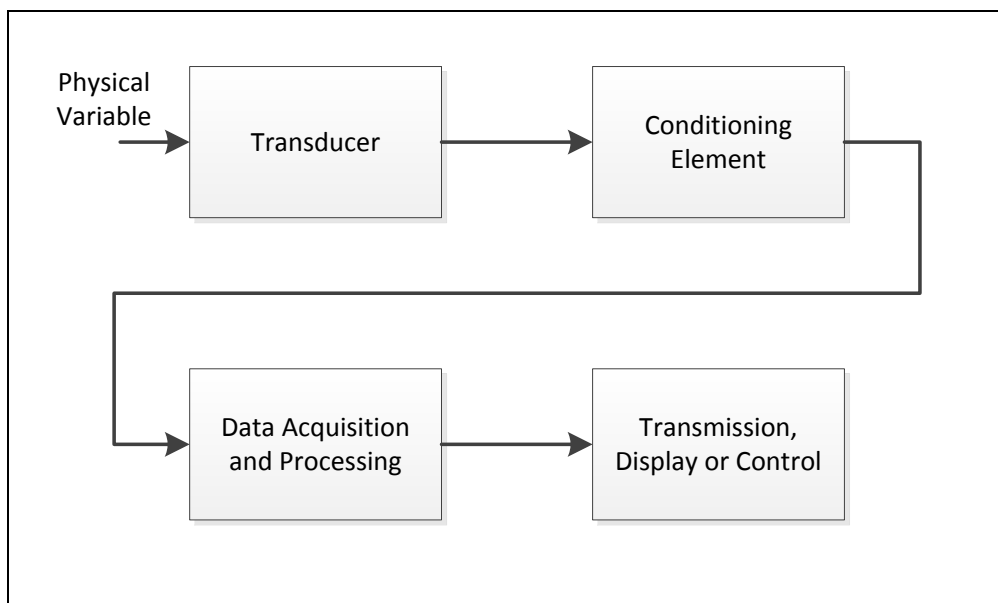 Physical
Variable
Transducer
Conditioning
Element
Data Acquisition
and Processing
Transmission,
Display or Control